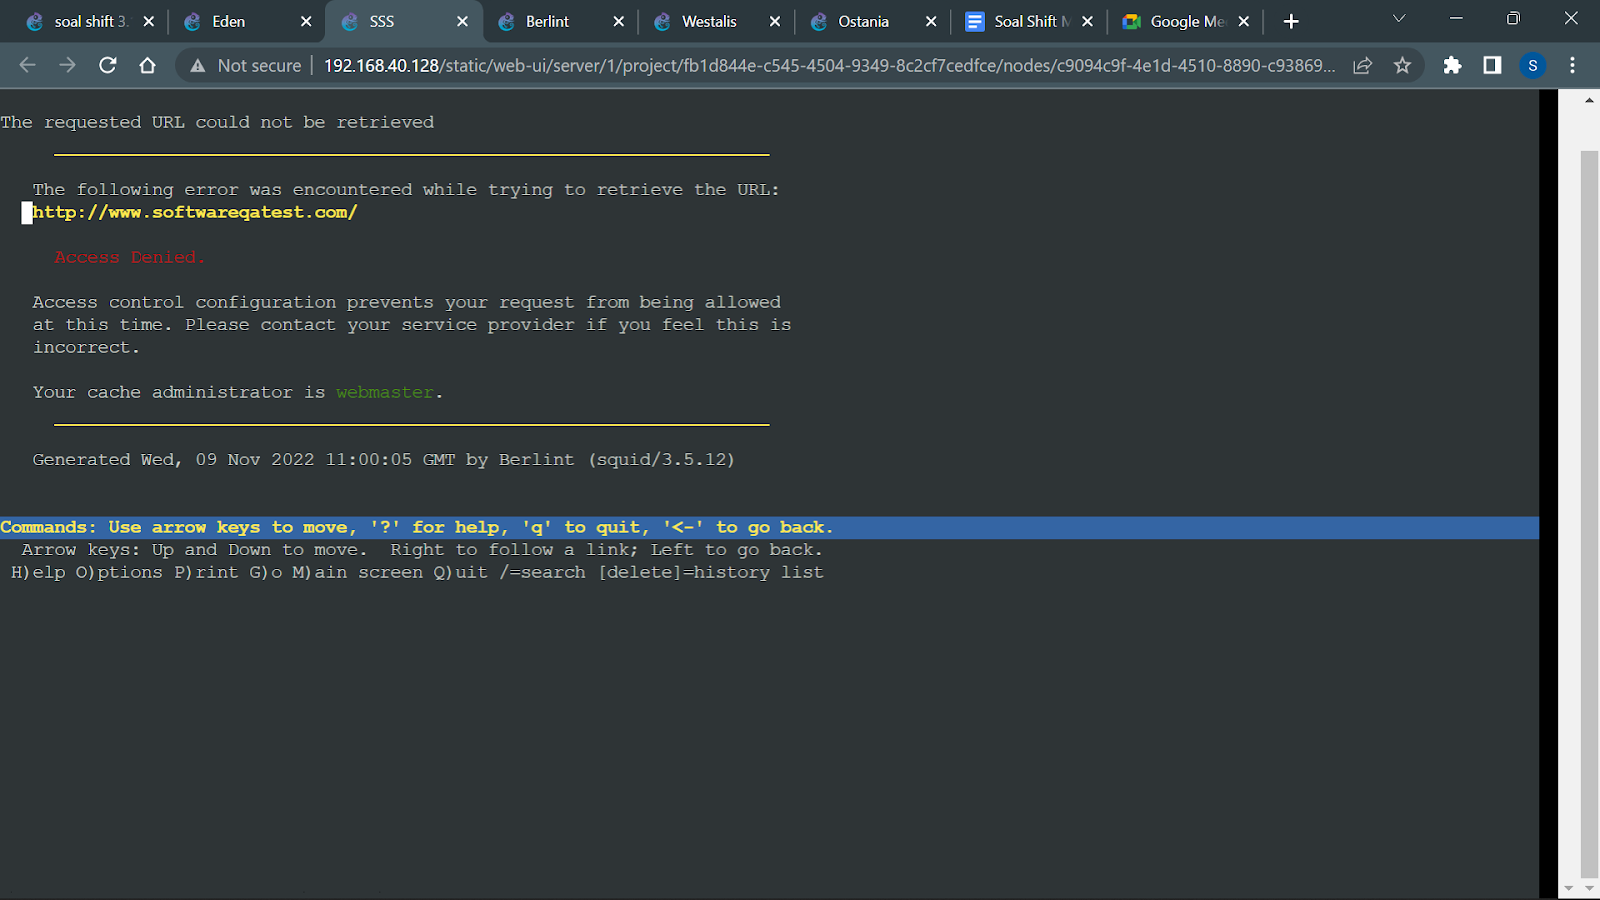 soal shift 3.
Eden
SSS
Berlint
Westalis
Ostania
Soal Shift M
Google Me
Not secure
192.168.40.128/static/web-ui/server/1/project/fb1d844e-c545-4504-9349-8c2cf7cedfce/nodes/c9094c9f-4e1d-4510-8890-c93869...
S
The requested URL could not be retrieved
The following error was encountered while trying to retrieve the URL:
http://www.softwareqatest.com/
Access Denied.
Access control configuration prevents your request from being allowed
at this time. Please contact your service provider if you feel this is
incorrect.
Your cache administrator is webmaster.
Generated Wed, 09 Nov 2022 11:00:05 GMT by Berlint (squid/3.5.12)
Commands: Use arrow keys to move, '?' for help, 'q' to quit, '<-' to go back.
Arrow keys: Up and Down to move.  Right to follow a link; Left to go back.
H)elp O)ptions P)rint G)o M)ain screen Q)uit /=search [delete]=history list